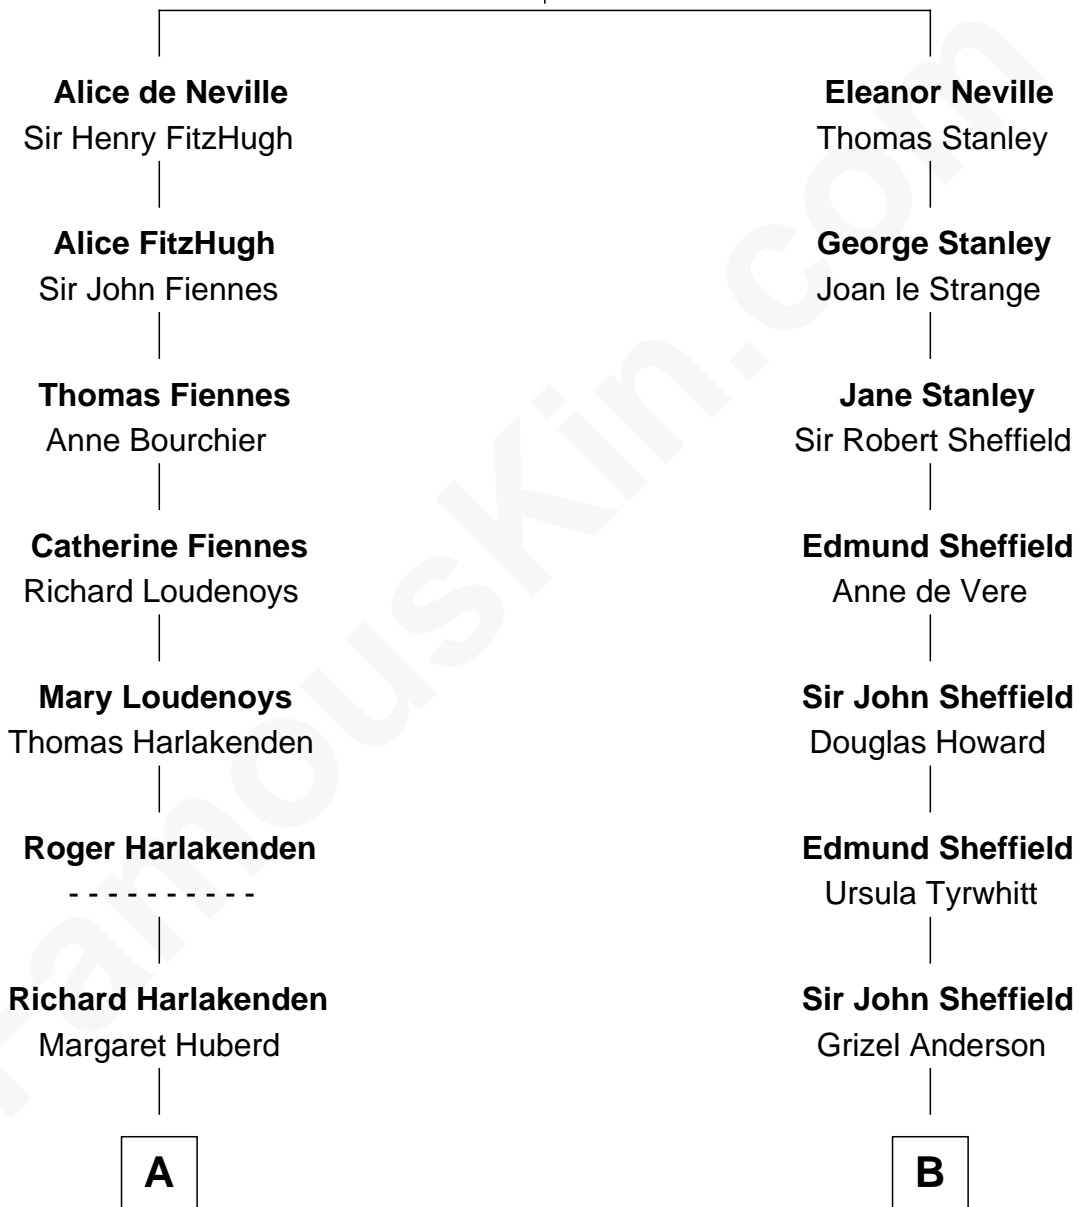 Alice de Neville
Sir Henry FitzHugh
Alice FitzHugh
Sir John Fiennes
Thomas Fiennes
Anne Bourchier
Catherine Fiennes
Richard Loudenoys
Mary Loudenoys
Thomas Harlakenden
Roger Harlakenden
- - - - - - - - - -
Richard Harlakenden
Margaret Huberd
A
Eleanor Neville
Thomas Stanley
George Stanley
Joan le Strange
Jane Stanley
Sir Robert Sheffield
Edmund Sheffield
Anne de Vere
Sir John Sheffield
Douglas Howard
Edmund Sheffield
Ursula Tyrwhitt
Sir John Sheffield
Grizel Anderson
B
FamousKin.com